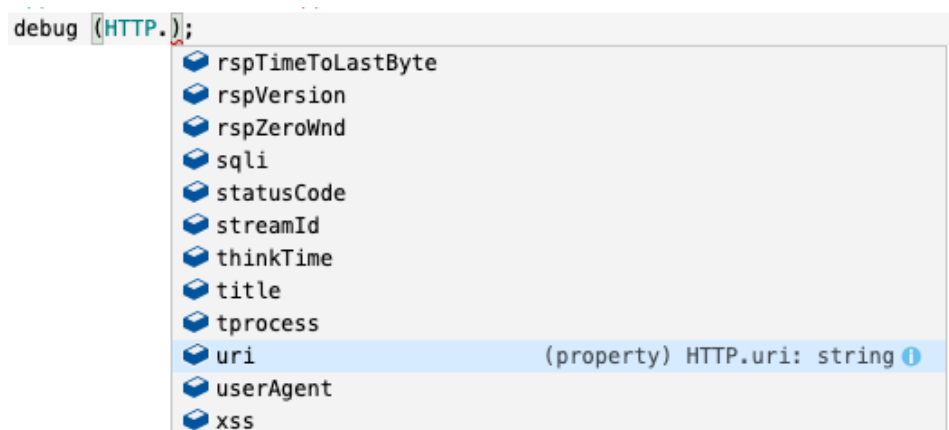 debug (HTTP.);
rspTimeToLastByte
rspVersion
rspZeroWnd
sqli
statusCode
streamId
thinkTime
title
tprocess
uri (property) HTTP.uri: string
userAgent
xss